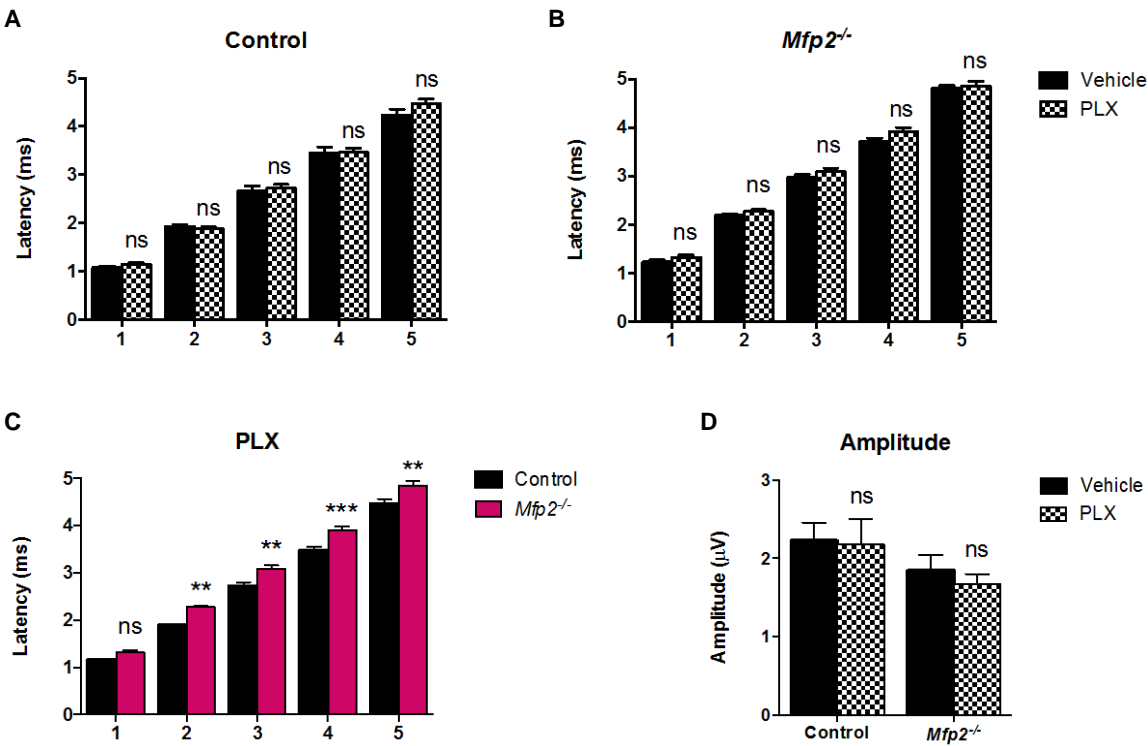 A
Control
Latency (ms)
5
4
3
2
1
0
ns
ns
ns
ns
ns
1 2 3 4 5
B
Mfp2-/-
Latency (ms)
5
4
3
2
1
0
ns
ns
ns
ns
ns
1 2 3 4 5
Vehicle
PLX
C
PLX
Latency (ms)
5
4
3
2
1
0
ns
**
**
***
**
1 2 3 4 5
Control
Mfp2-/-
D
Amplitude
Amplitude (µV)
3
2
1
0
ns
ns
Control Mfp2-/-
Vehicle
PLX